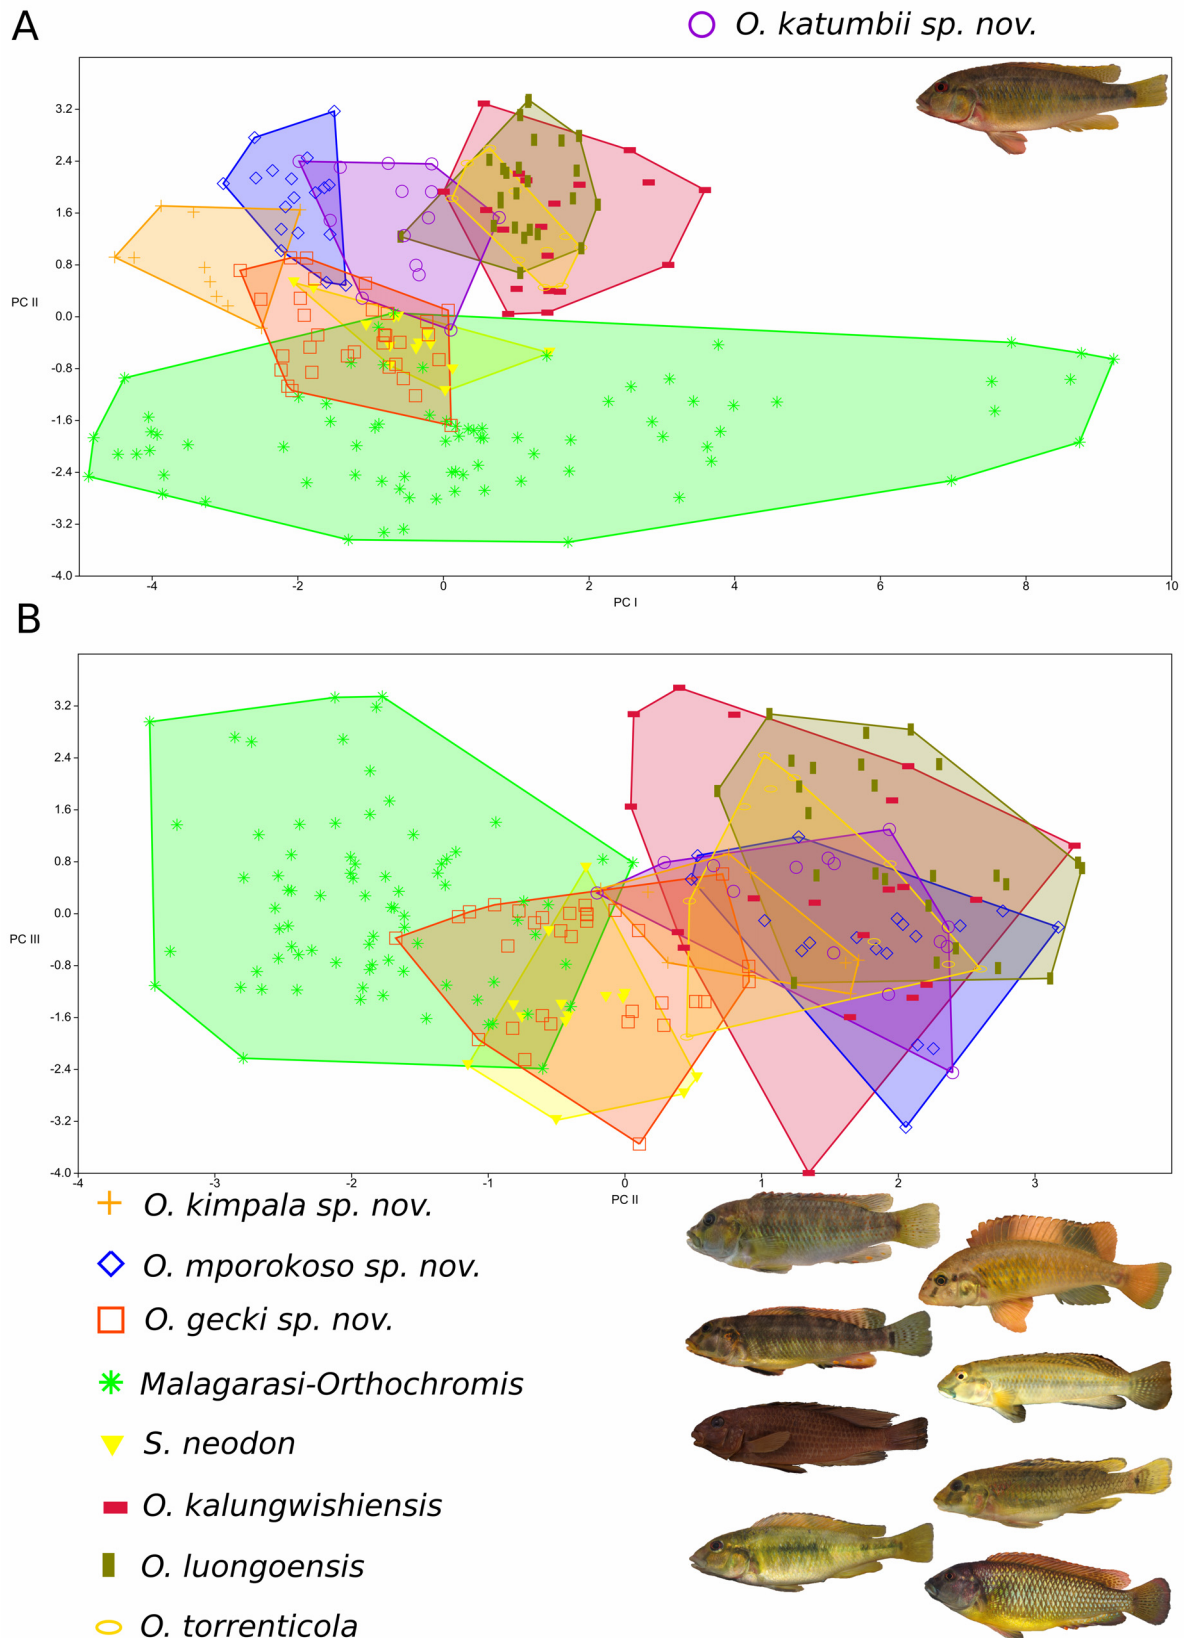 A
O. katumbii sp. nov.
3.2
2.4
1.6
0.8
PC II
0.0
-0.8
-1.6
-2.4
-3.2
-4.0
-4 -2 0 2 4 6 8 10
PC I
B
3.2
2.4
1.6
0.8
0.0
PC III
-0.8
-1.6
-2.4
-3.2
-4.0
-3 -2 -1 0 1 2 3
PC II
O. kimpala sp. nov.
O. mporokoso sp. nov.
O. gecki sp. nov.
Malagarasi-Orthochromis
S. neodon
O. kalungwishiensis
O. luongoensis
O. torrenticola